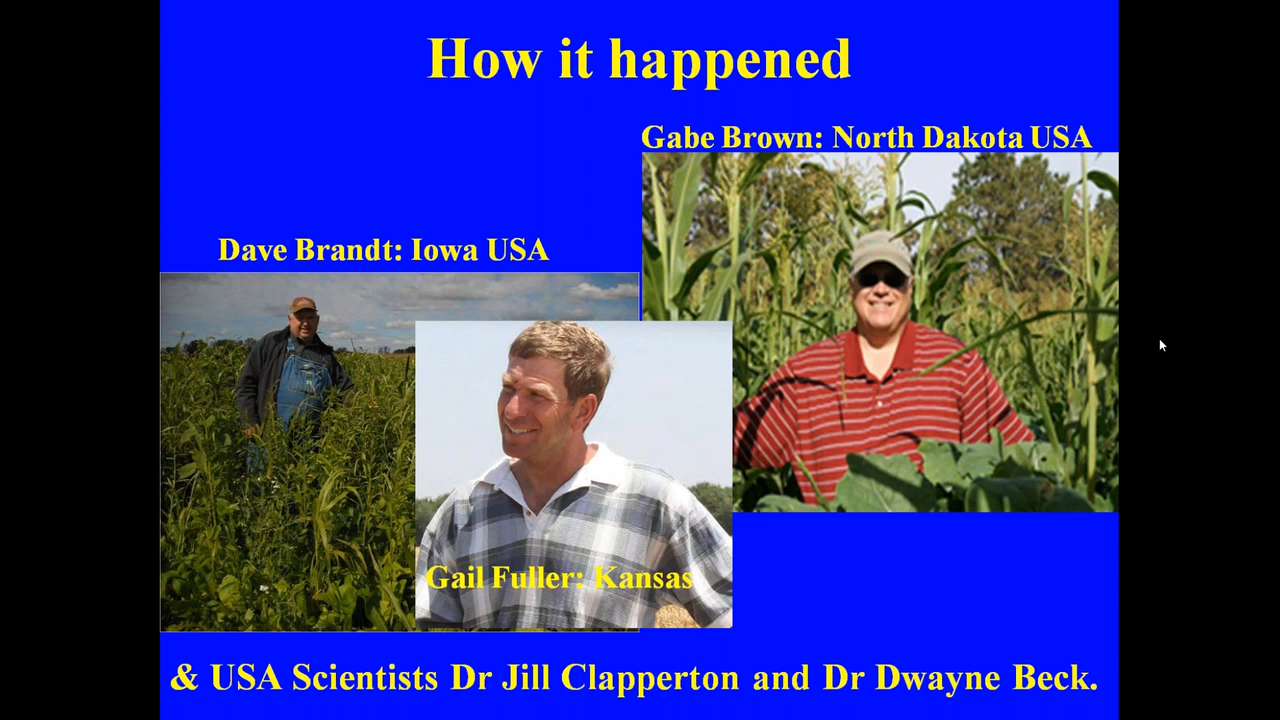 How it happened
Gabe Brown: North Dakota USA
Dave Brandt: Iowa USA
Gail Fuller: Kansas
& USA Scientists Dr Jill Clapperton and Dr Dwayne Beck.